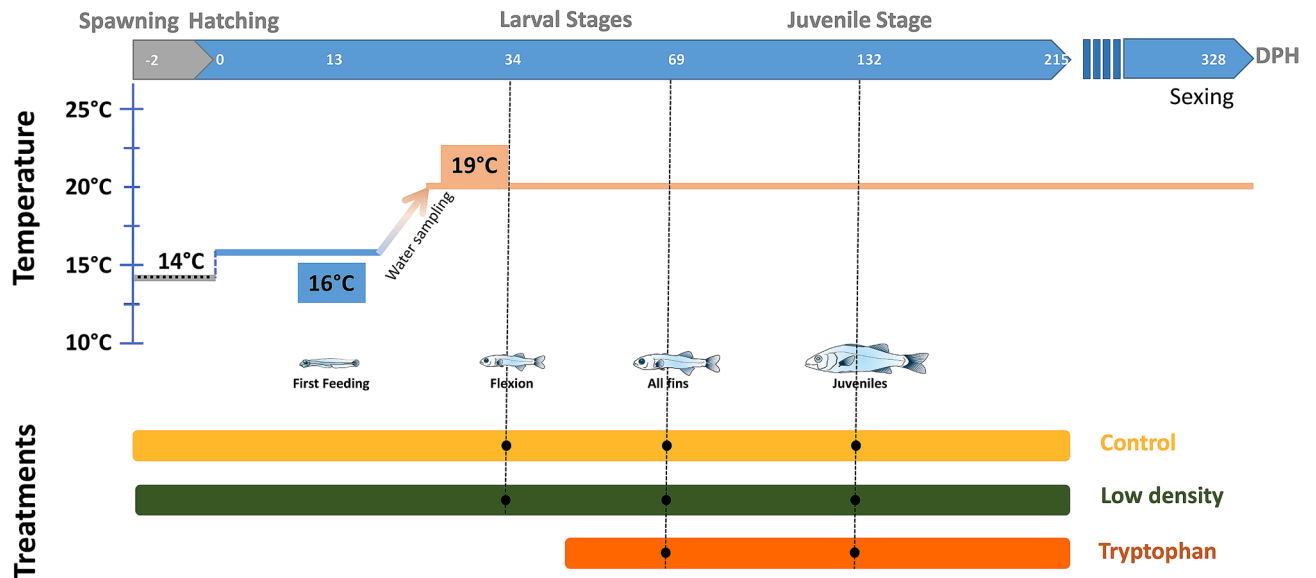 Spawning Hatching Larval Stages Juvenile Stage
-2 0 13 34 69 132 215 328 DPH
Sexing
Temperature
25°C
20°C
15°C
10°C
19°C
14°C
16°C
Water sampling
First Feeding Flexion All fins Juveniles
Treatments
Control
Low density
Tryptophan